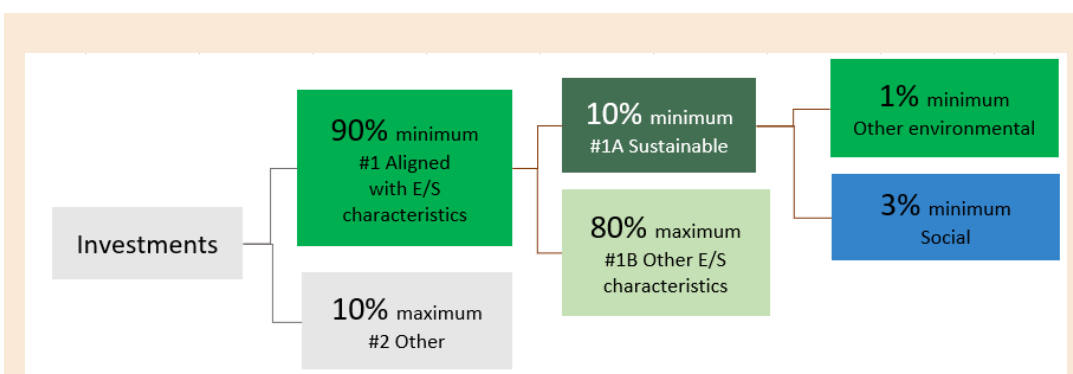 Investments
90% minimum
#1 Aligned
with E/S
characteristics
10% maximum
#2 Other
10% minimum
#1A Sustainable
80% maximum
#1B Other E/S
characteristics
1% minimum
Other environmental
3% minimum
Social